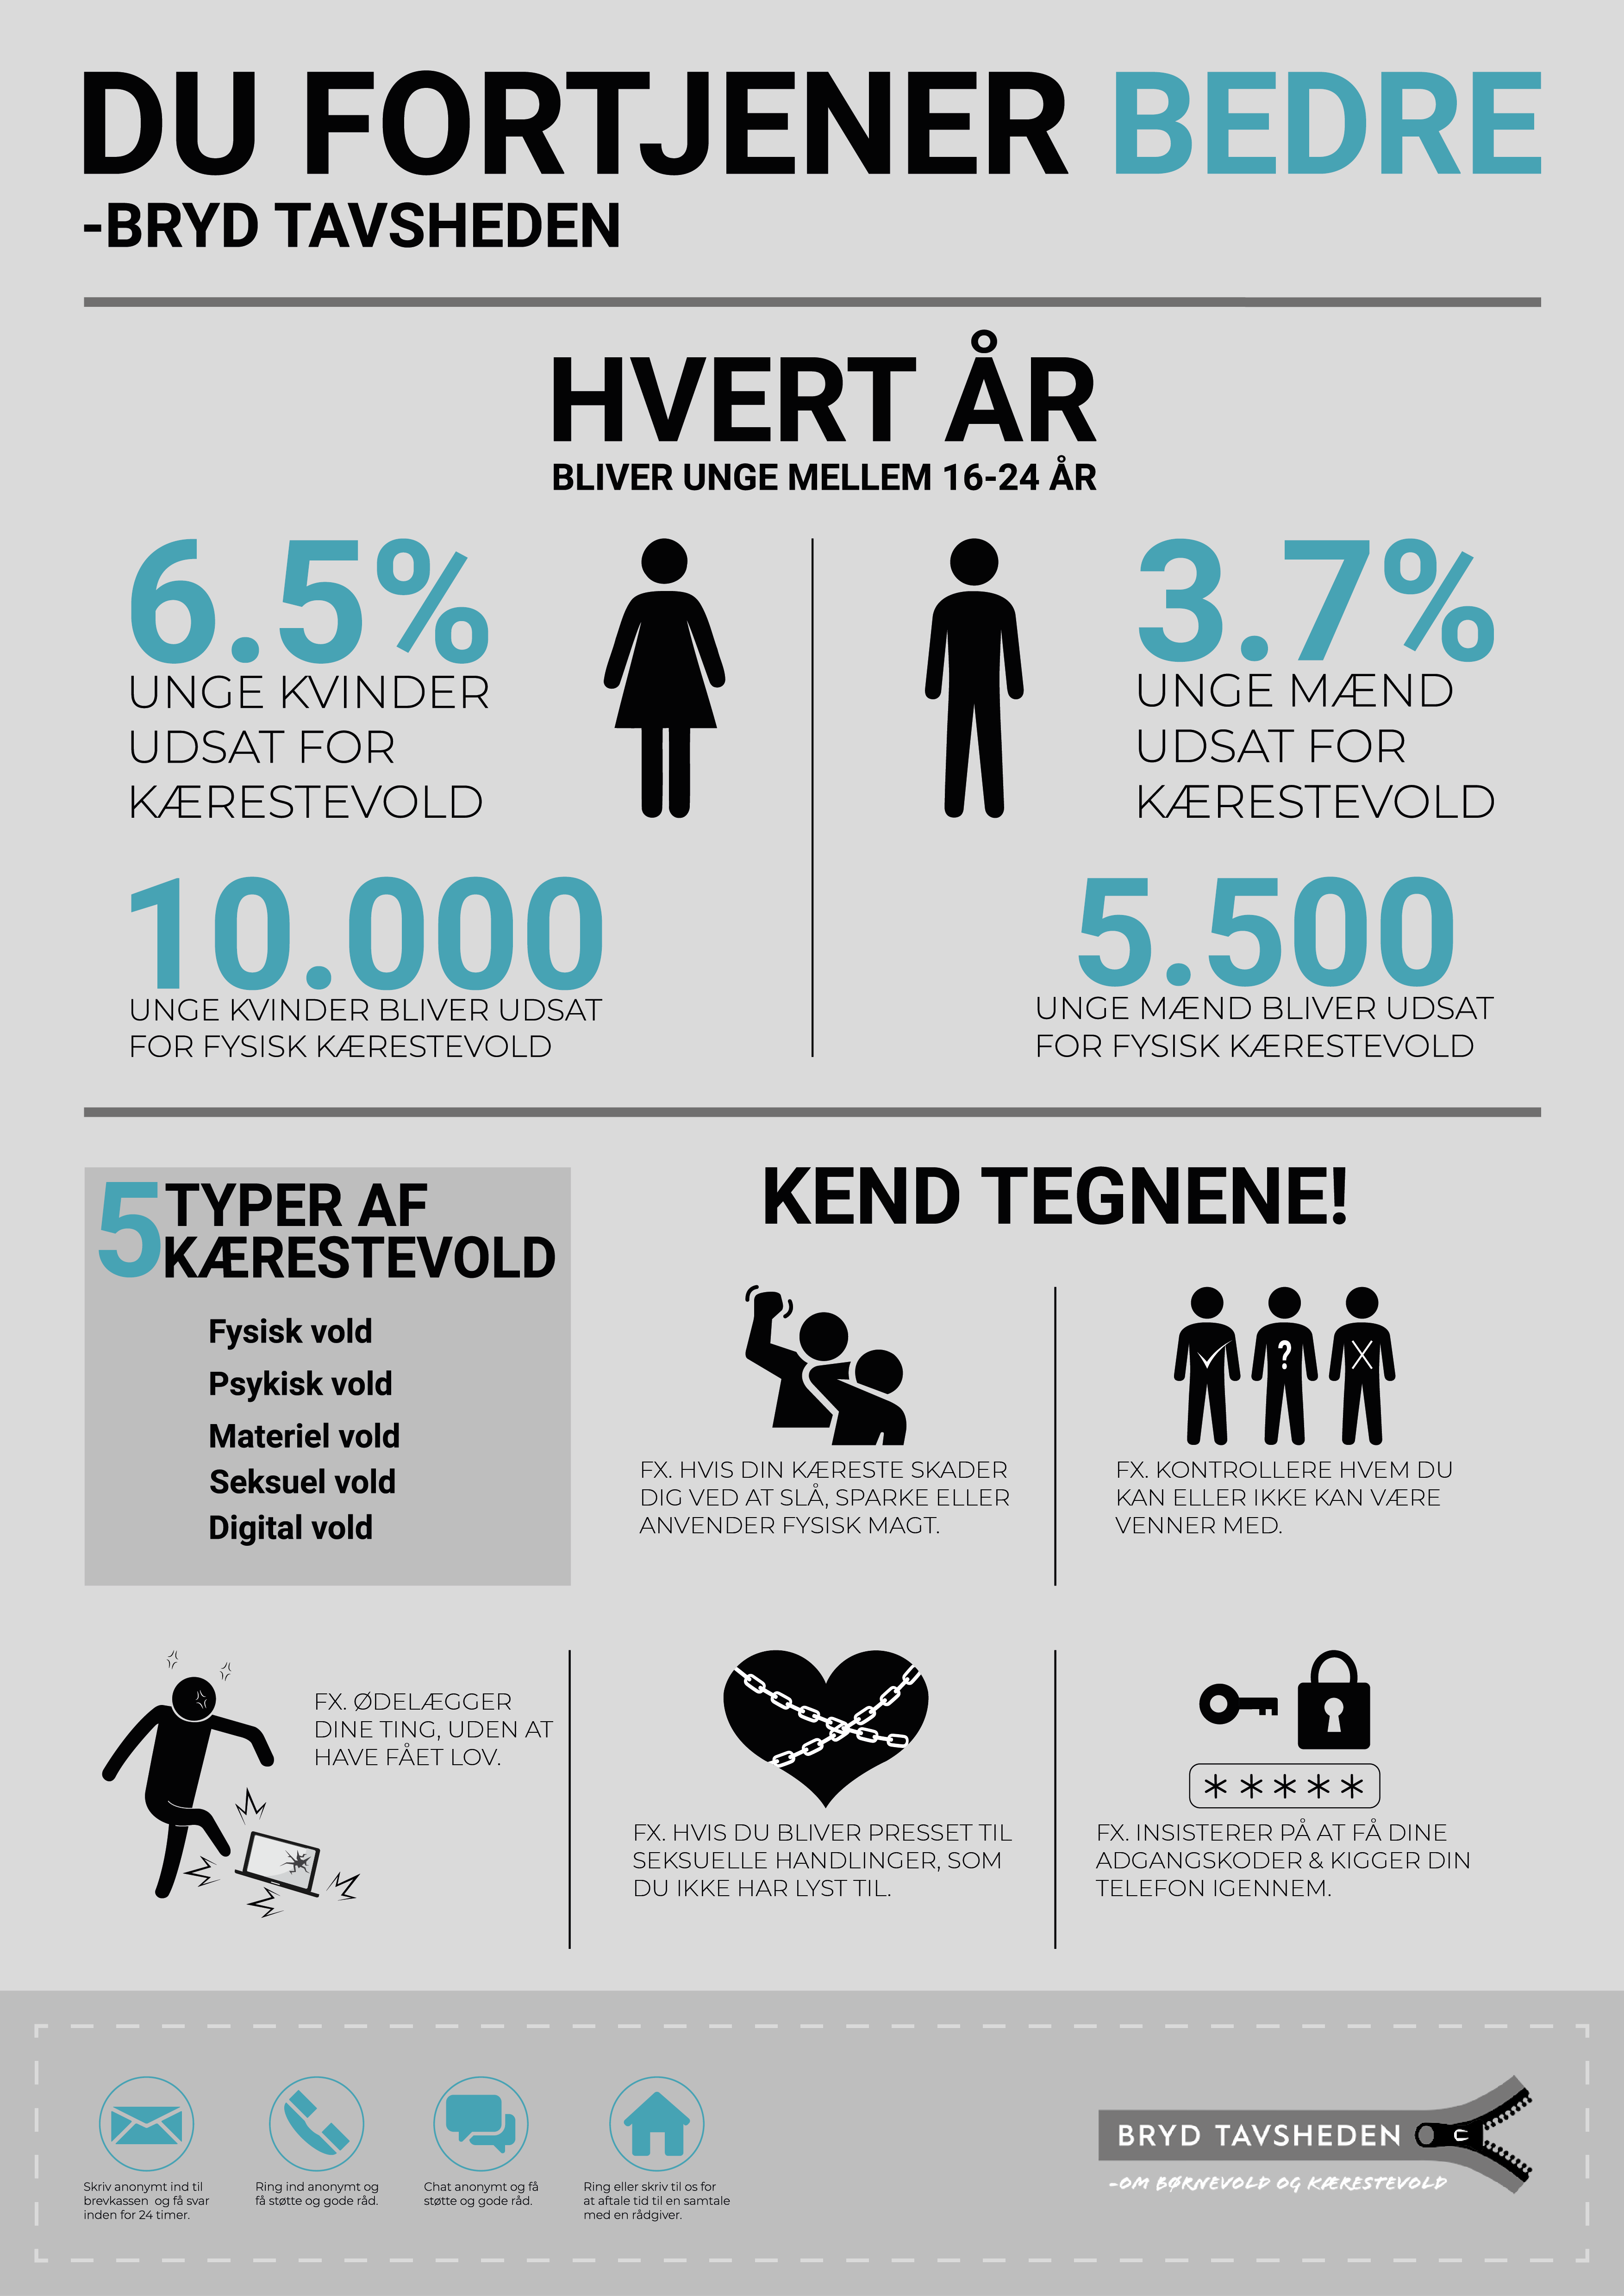 DU FORTJENER BEDRE
-BRYD TAVSHEDEN
HVERT ÅR
BLIVER UNGE MELLEM 16-24 ÅR
6.5%
UNGE KVINDER
UDSAT FOR
KÆRESTEVOLD
3.7%
UNGE MÆND
UDSAT FOR
KÆRESTEVOLD
10.000
UNGE KVINDER BLIVER UDSAT
FOR FYSISK KÆRESTEVOLD
5.500
UNGE MÆND BLIVER UDSAT
FOR FYSISK KÆRESTEVOLD
5 TYPER AF
KÆRESTEVOLD
Fysisk vold
Psykisk vold
Materiel vold
Seksuel vold
Digital vold
KEND TEGNENE!
?
FX. HVIS DIN KÆRESTE SKADER
DIG VED AT SLÅ, SPARKE ELLER
ANVENDER FYSISK MAGT.
FX. KONTROLLERE HVEM DU
KAN ELLER IKKE KAN VÆRE
VENNER MED.
FX. ØDELÆGGER
DINE TING, UDEN AT
HAVE FÅET LOV.
FX. HVIS DU BLIVER PRESSET TIL
SEKSUELLE HANDLINGER, SOM
DU IKKE HAR LYST TIL.
*****
FX. INSISTERER PÅ AT FÅ DINE
ADGANGSKODER & KIGGER DIN
TELEFON IGENNEM.
Skriv anonymt ind til
brevkassen og få svar
inden for 24 timer.
Ring ind anonymt og
få støtte og gode råd.
Chat anonymt og få
støtte og gode råd.
Ring eller skriv til os for
at aftale tid til en samtale
med en rådgiver.
BRYD TAVSHEDEN
-OM BØRNEVOLD OG KÆRESTEVOLD